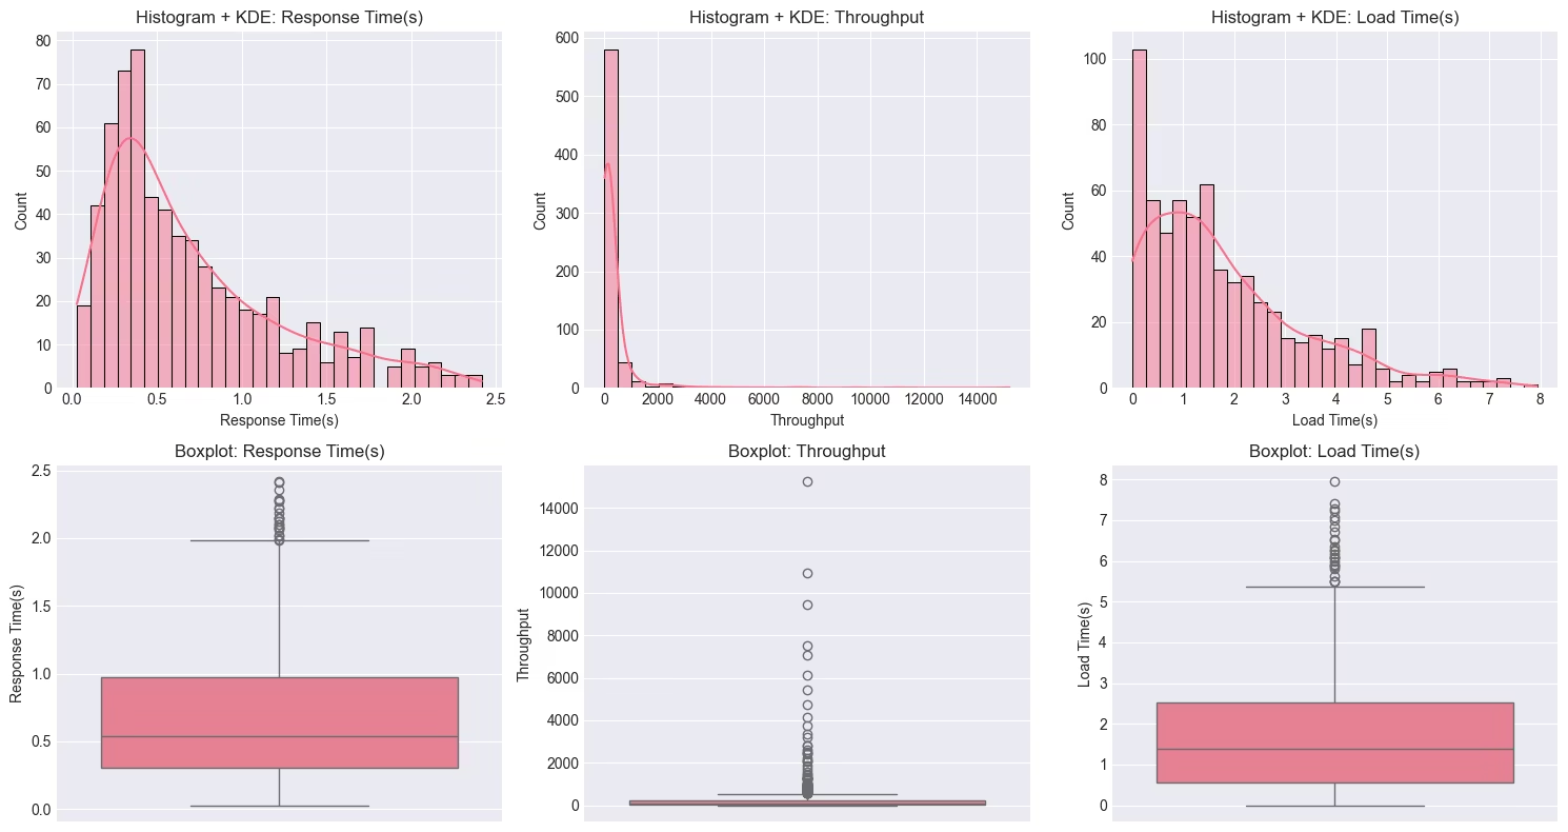 Histogram + KDE: Response Time(s)
Count
80
70
60
50
40
30
20
10
0
0.0 0.5 1.0 1.5 2.0 2.5
Response Time(s)
Histogram + KDE: Throughput
Count
600
500
400
300
200
100
0
0 2000 4000 6000 8000 10000 12000 14000
Throughput
Histogram + KDE: Load Time(s)
Count
100
80
60
40
20
0
0 1 2 3 4 5 6 7 8
Load Time(s)
Boxplot: Response Time(s)
Response Time(s)
2.5
2.0
1.5
1.0
0.5
0.0
Boxplot: Throughput
Throughput
14000
12000
10000
8000
6000
4000
2000
0
Boxplot: Load Time(s)
Load Time(s)
8
7
6
5
4
3
2
1
0